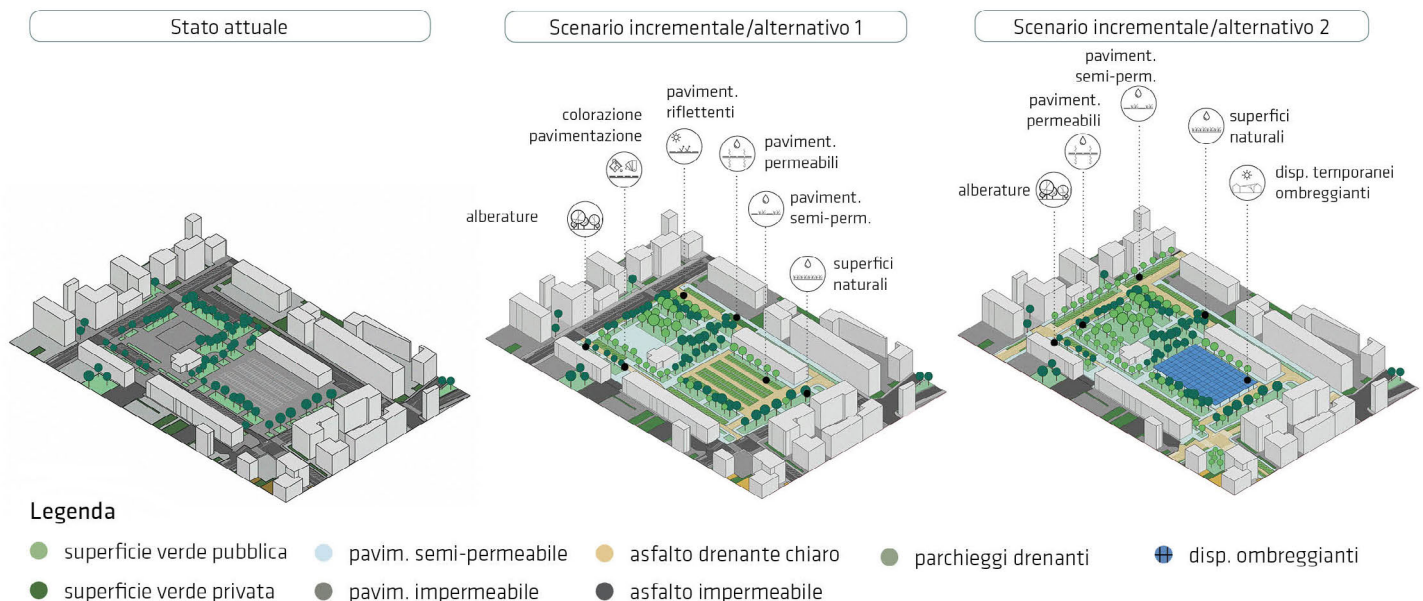 Stato attuale
Scenario incrementale/alternativo 1
Scenario incrementale/alternativo 2
alberature
colorazione
pavimentazione
paviment.
riflettenti
paviment.
permeabili
paviment.
semi-perm.
superfici
naturali
alberature
paviment.
permeabili
paviment.
semi-perm.
superfici
naturali
disp. temporanei
ombreggianti
Legenda
superficie verde pubblica
pavim. semi-permeabile
asfalto drenante chiaro
parchieggi drenanti
disp. ombreggianti
superficie verde privata
pavim. impermeabile
asfalto impermeabile